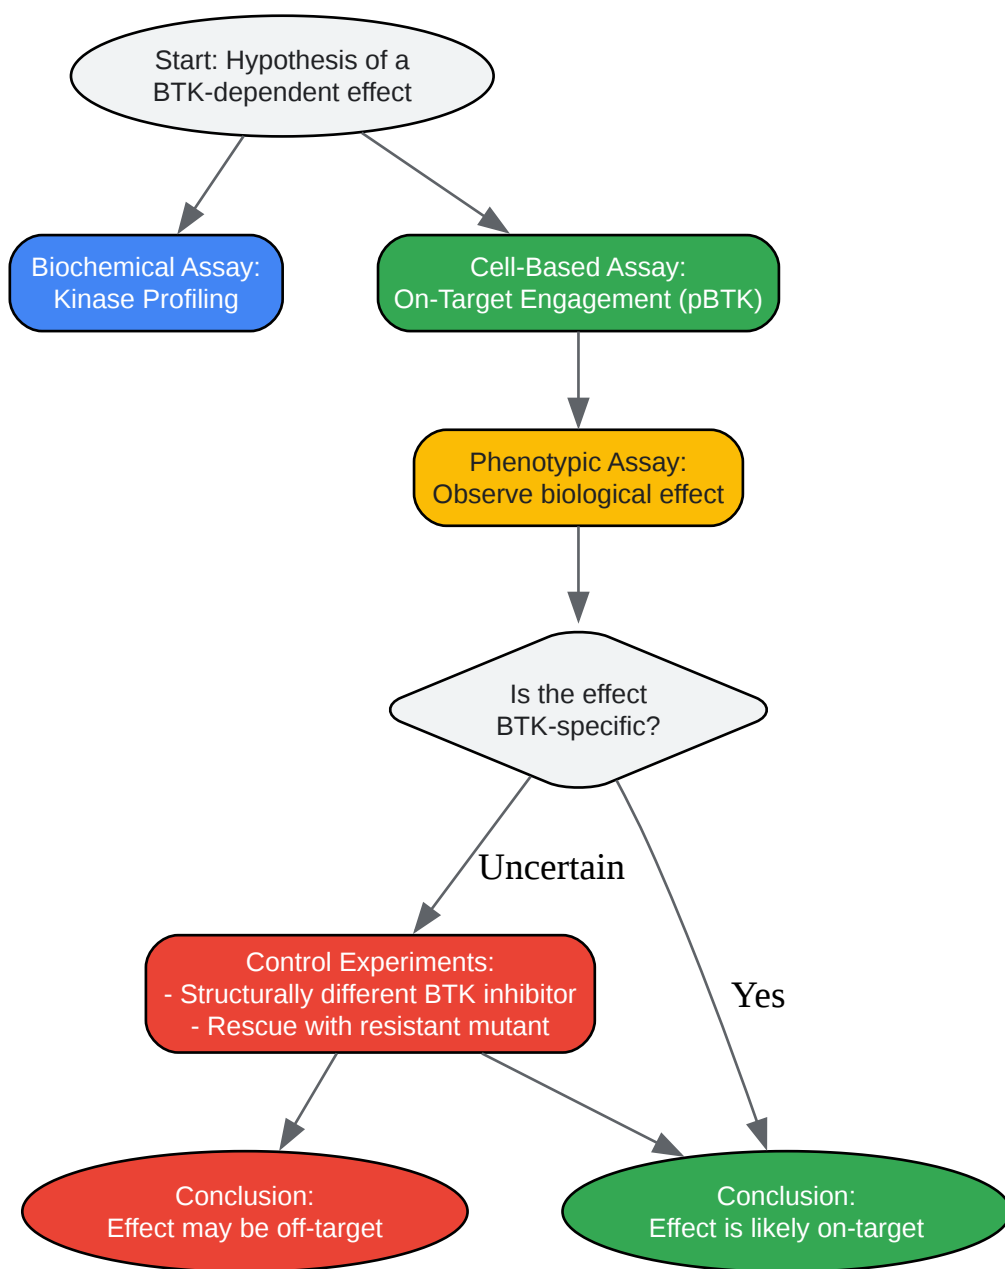 Start: Hypothesis of a
BTK-dependent effect
Biochemical Assay:
Kinase Profiling
Cell-Based Assay:
On-Target Engagement (pBTK)
Phenotypic Assay:
Observe biological effect
Is the effect
BTK-specific?
Uncertain
Control Experiments:
- Structurally different BTK inhibitor
- Rescue with resistant mutant
Yes
Conclusion:
Effect may be off-target
Conclusion:
Effect is likely on-target